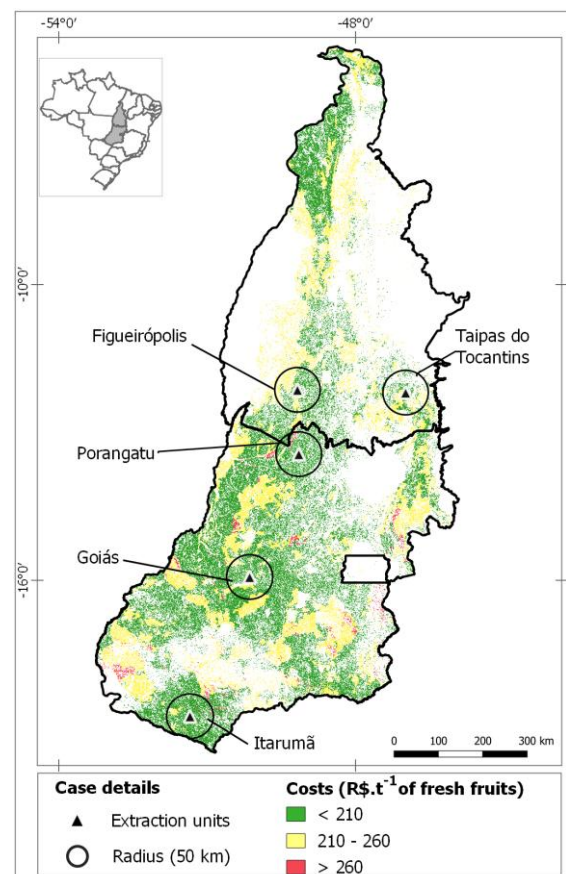 -54°0' -48°0'
-10°0'
Figueirópolis
Taipas do
Tocantins
Porangatu
Goiás
-16°0'
Itarumã
0 100 200 300 km
Case details
Extraction units
Radius (50 km)
Costs (R$.t⁻¹ of fresh fruits)
< 210
210 - 260
> 260